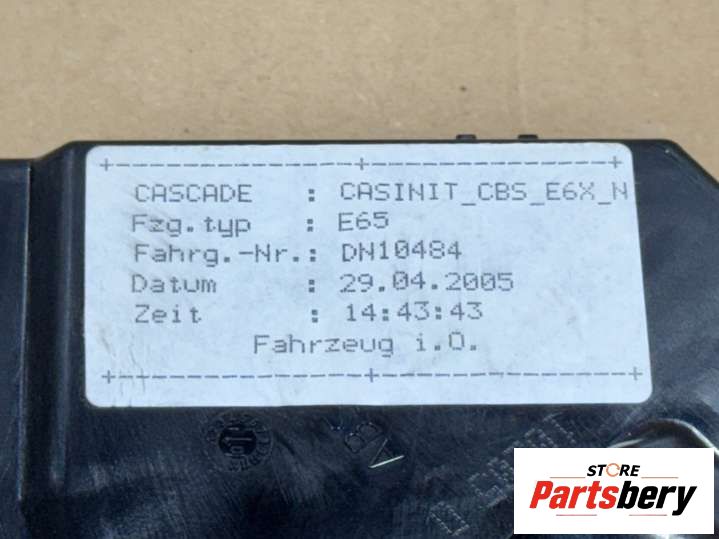 +---------------+---------------+
CASCADE : CASINIT_CBS_E6X_N
Fzg.typ : E65
Fahrg.-Nr.: DN10484
Datum : 29.04.2005
Zeit : 14:43:43
Fahrzeug i.O.
+---------------+---------------+
STORE
Partsbery